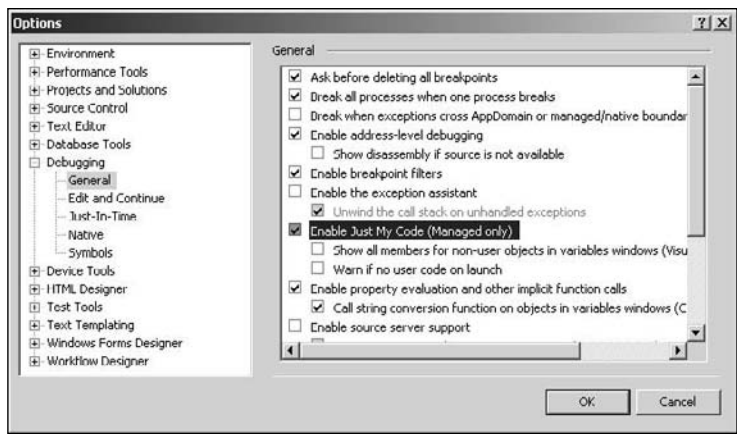 Options
Environment
Performance Tools
Projects and Solutions
Source Control
Text Editor
Database Tools
Debugging
General
Edit and Continue
Just-In-Time
Native
Symbols
Device Tools
HTML Designer
Test Tools
Text Templating
Windows Forms Designer
Workflow Designer
General
Ask before deleting all breakpoints
Break all processes when one process breaks
Break when exceptions cross AppDomain or managed/native boundar
Enable address-level debugging
Show disassembly if source is not available
Enable breakpoint filters
Enable the exception assistant
Unwind the call stack on unhandled exceptions
Enable Just My Code (Managed only)
Show all members for non-user objects in variables windows (Visu
Warn if no user code on launch
Enable property evaluation and other implicit function calls
Call string conversion function on objects in variables windows (C
Enable source server support
OK
Cancel